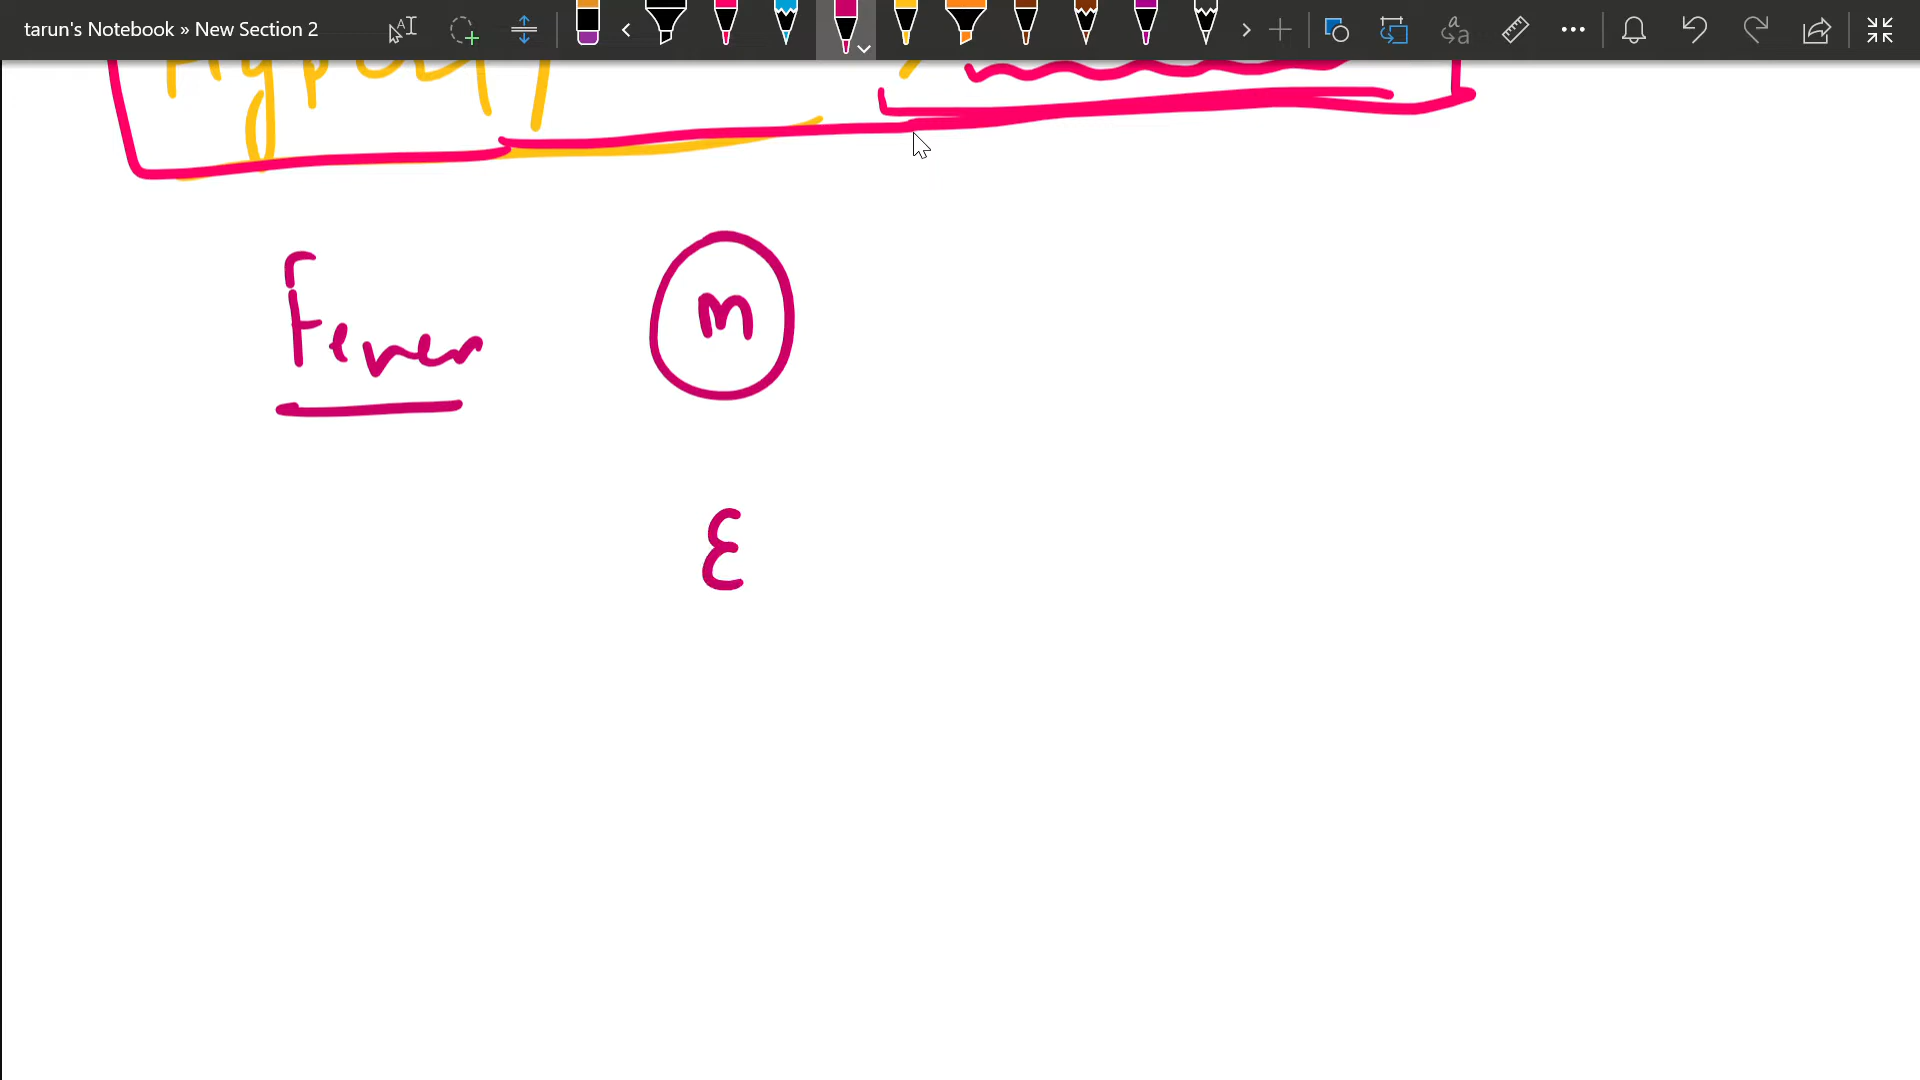 tarun's Notebook » New Section 2
Fever
m
ε